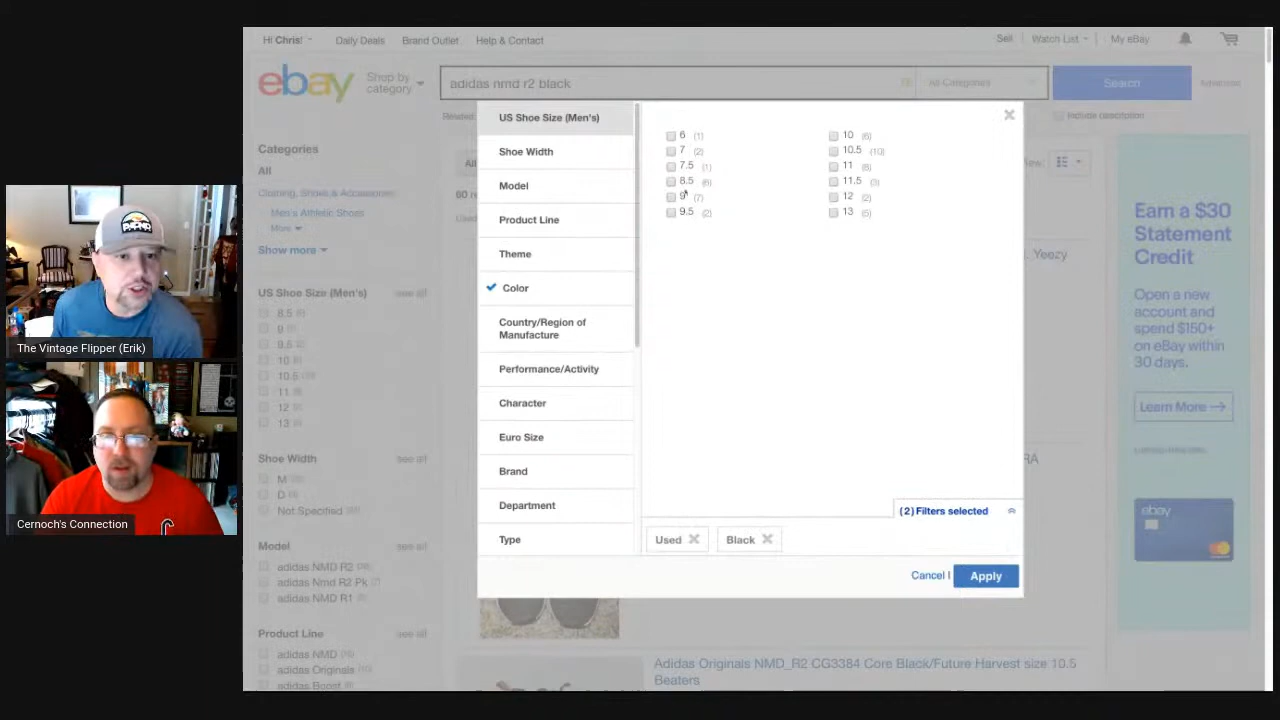 Hi Chris!
Daily Deals
Brand Outlet
Help & Contact
Sell
Watch List
My eBay
ebay
Shop by
category
adidas nmd r2 black
All Categories
Search
Advanced
Include description
Categories
All
Clothing, Shoes & Accessories
Men's Athletic Shoes
More
Show more
60
View:
US Shoe Size (Men's)
see all
8.5
9
9.5
10
10.5
11
12
13
Shoe Width
see all
M
D
Not Specified
Model
see all
adidas NMD R2
adidas Nmd R2 Pk
adidas NMD R1
Product Line
see all
adidas NMD
adidas Originals
adidas Boost
US Shoe Size (Men's)
Shoe Width
Model
Product Line
Theme
Color
Country/Region of
Manufacture
Performance/Activity
Character
Euro Size
Brand
Department
Type
6 (1)
7 (2)
7.5 (1)
8.5 (6)
9 (7)
9.5 (2)
10 (6)
10.5 (10)
11
11.5
12 (2)
13
(2) Filters selected
Used
Black
Cancel
Apply
Yeezy
Adidas Originals NMD_R2 CG3384 Core Black/Future Harvest size 10.5
Beaters
Earn a $30
Statement
Credit
Open a new
account and
spend $150+
on eBay within
30 days.
Learn More
ebay
The Vintage Flipper (Erik)
Cernoch's Connection